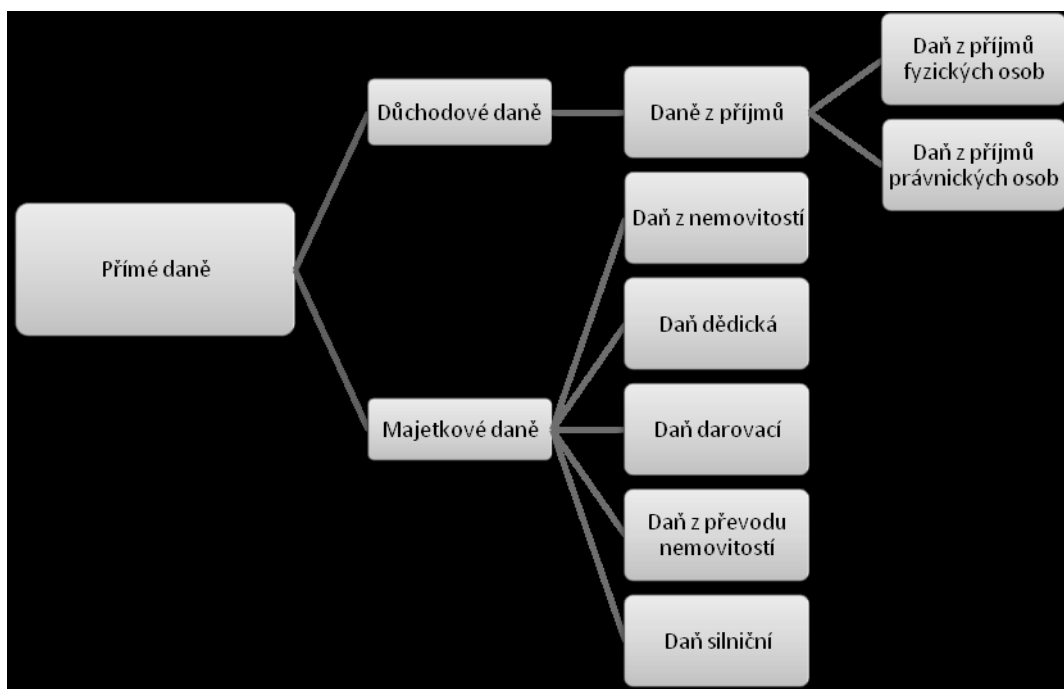 Přímé daně
Důchodové daně
Daně z příjmů
Daň z příjmů
fyzických osob
Daň z příjmů
právnických osob
Majetkové daně
Daň z nemovitostí
Daň dědická
Daň darovací
Daň z převodu
nemovitostí
Daň silniční